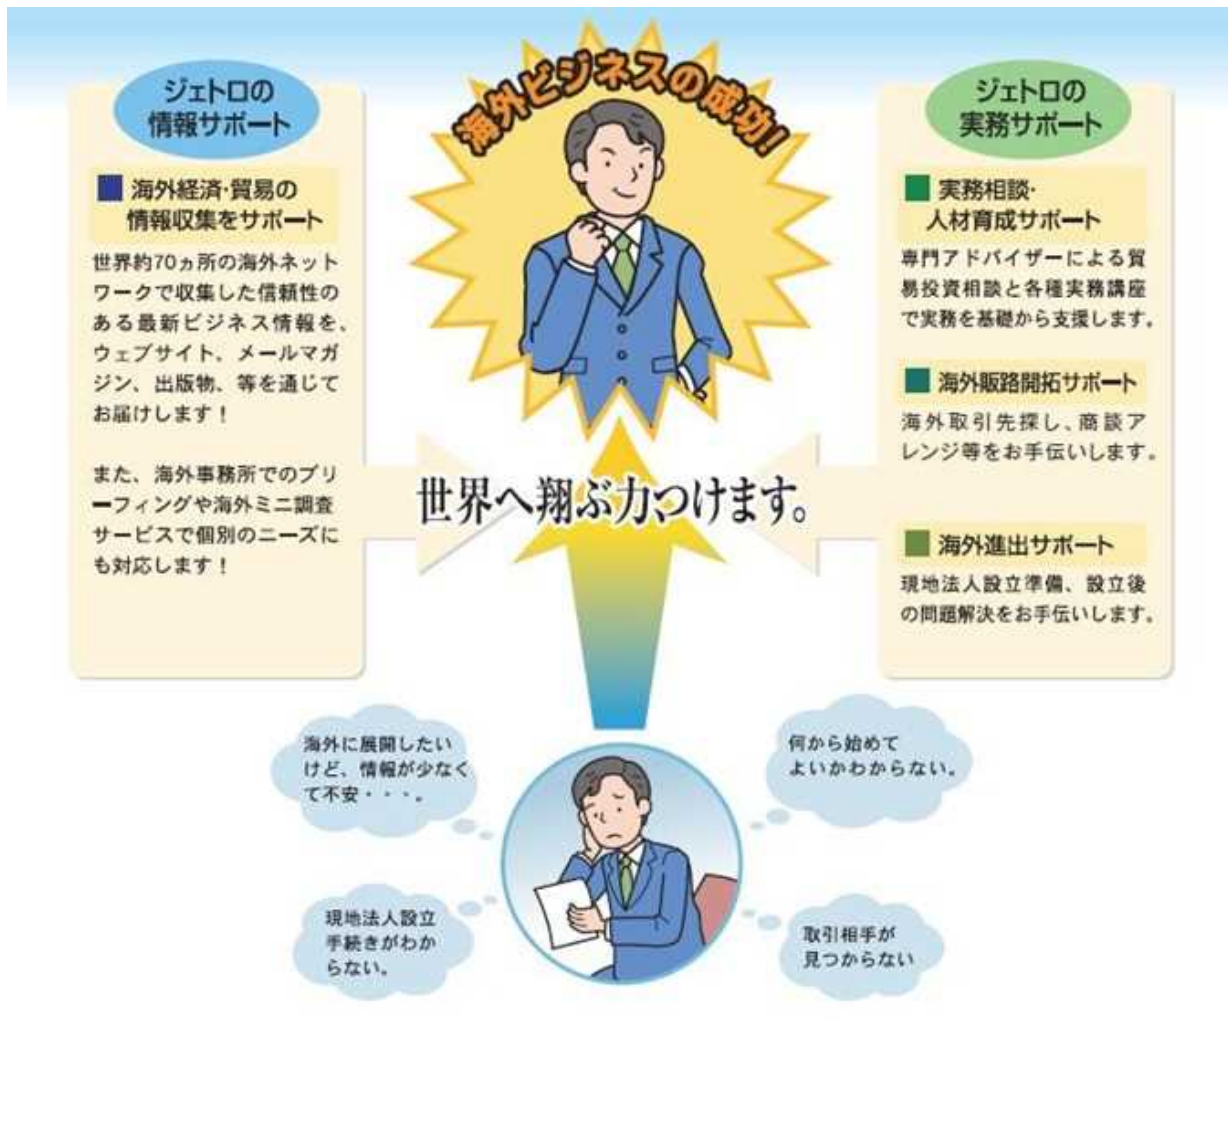 海外ビジネスの成功!
ジェトロの
情報サポート
■ 海外経済・貿易の
情報収集をサポート
世界約70ヵ所の海外ネット
ワークで収集した信頼性の
ある最新ビジネス情報を、
ウェブサイト、メールマガ
ジン、出版物、等を通じて
お届けします!
また、海外事務所でのブリ
ーフィングや海外ミニ調査
サービスで個別のニーズに
も対応します!
ジェトロの
実務サポート
■ 実務相談・
人材育成サポート
専門アドバイザーによる貿
易投資相談と各種実務講座
で実務を基礎から支援します。
■ 海外販路開拓サポート
海外取引先探し、商談ア
レンジ等をお手伝いします。
■ 海外進出サポート
現地法人設立準備、設立後
の問題解決をお手伝いします。
世界へ翔ぶ力つけます。
海外に展開したい
けど、情報が少なく
て不安・・・。
何から始めて
よいかわからない。
現地法人設立
手続きがわか
らない。
取引相手が
見つからない